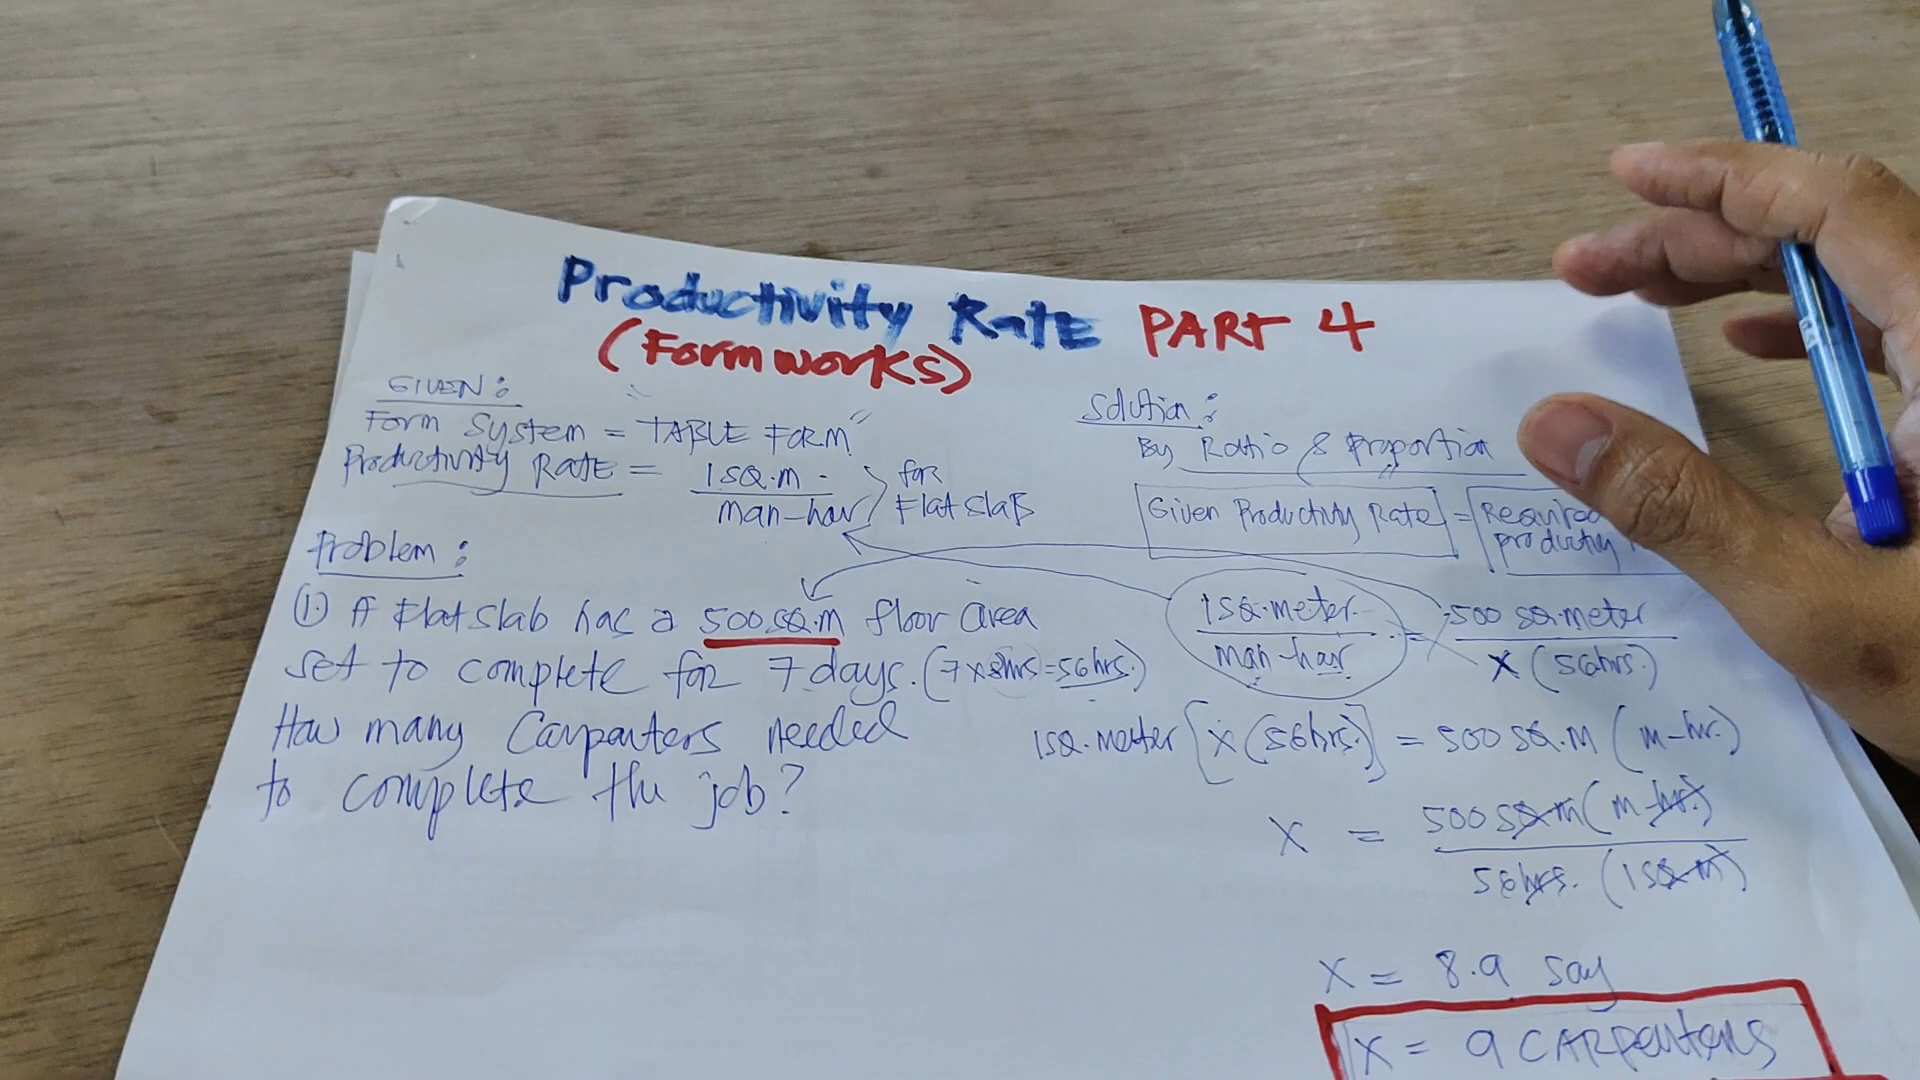 Productivity Rate PART 4
(Formworks)
GIVEN:
Form System = "TABLE FORM"
Productivity RATE = 1 SQ.M. / man-hour } for Flat Slab
Problem:
(1.) A Flat Slab has a 500 SQ.M floor area
set to complete for 7 days. (7x8hrs=56hrs.)
How many Carpenters needed
to complete the job?
Solution:
By Ratio & Proportion
Given Productivity Rate = Required
1 SQ.meter / man-hour = 500 SQ.meter / X (56hrs.)
1 SQ.meter [X (56hrs.)] = 500 SQ.M (m-hr.)
X = 500 SQ.M (m-hr.) / 56hrs. (1 SQ.M)
X = 8.9 say
X = 9 CARPenters